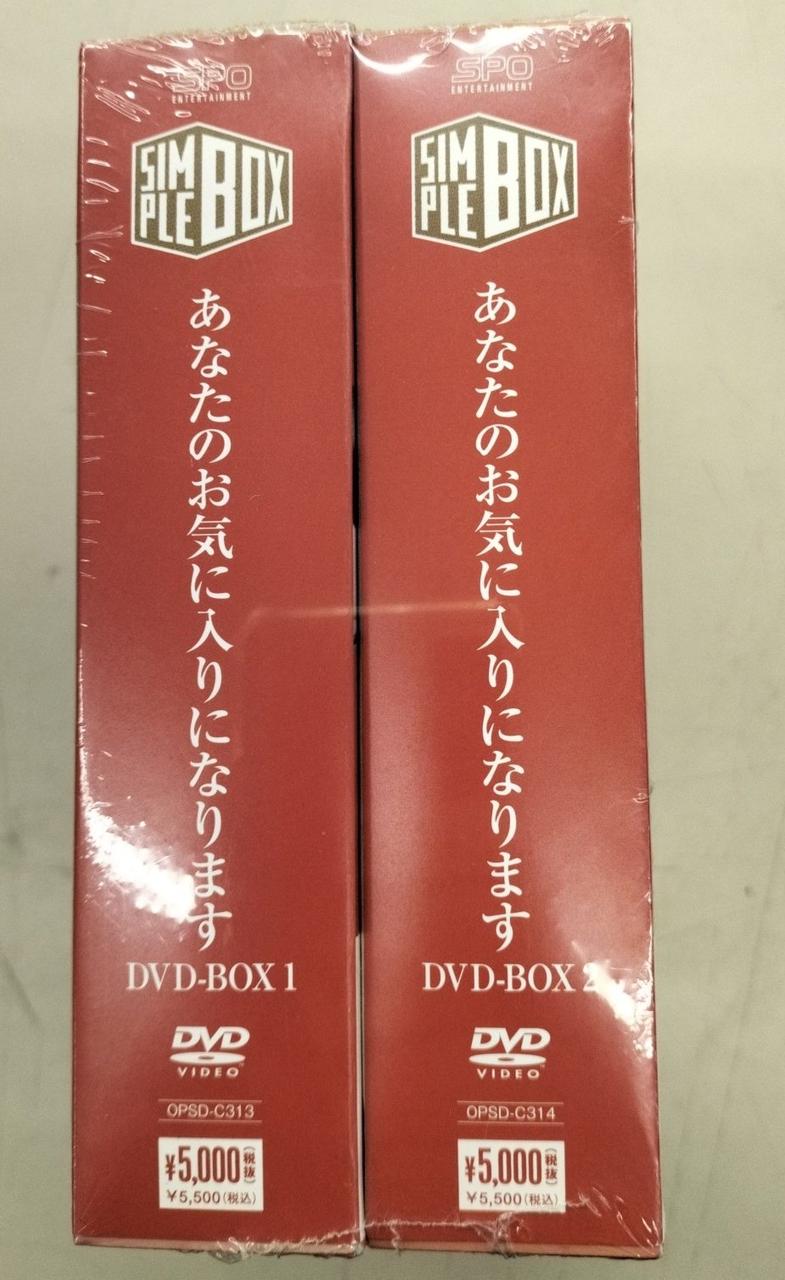 SPO
ENTERTAINMENT
SIMPLE BOX
あなたのお気に入りになります
DVD-BOX 1
DVD
VIDEO™
OPSD-C313
¥5,000(税抜)
¥5,500(税込)
SPO
ENTERTAINMENT
SIMPLE BOX
あなたのお気に入りになります
DVD-BOX 2
DVD
VIDEO™
OPSD-C314
¥5,000(税抜)
¥5,500(税込)